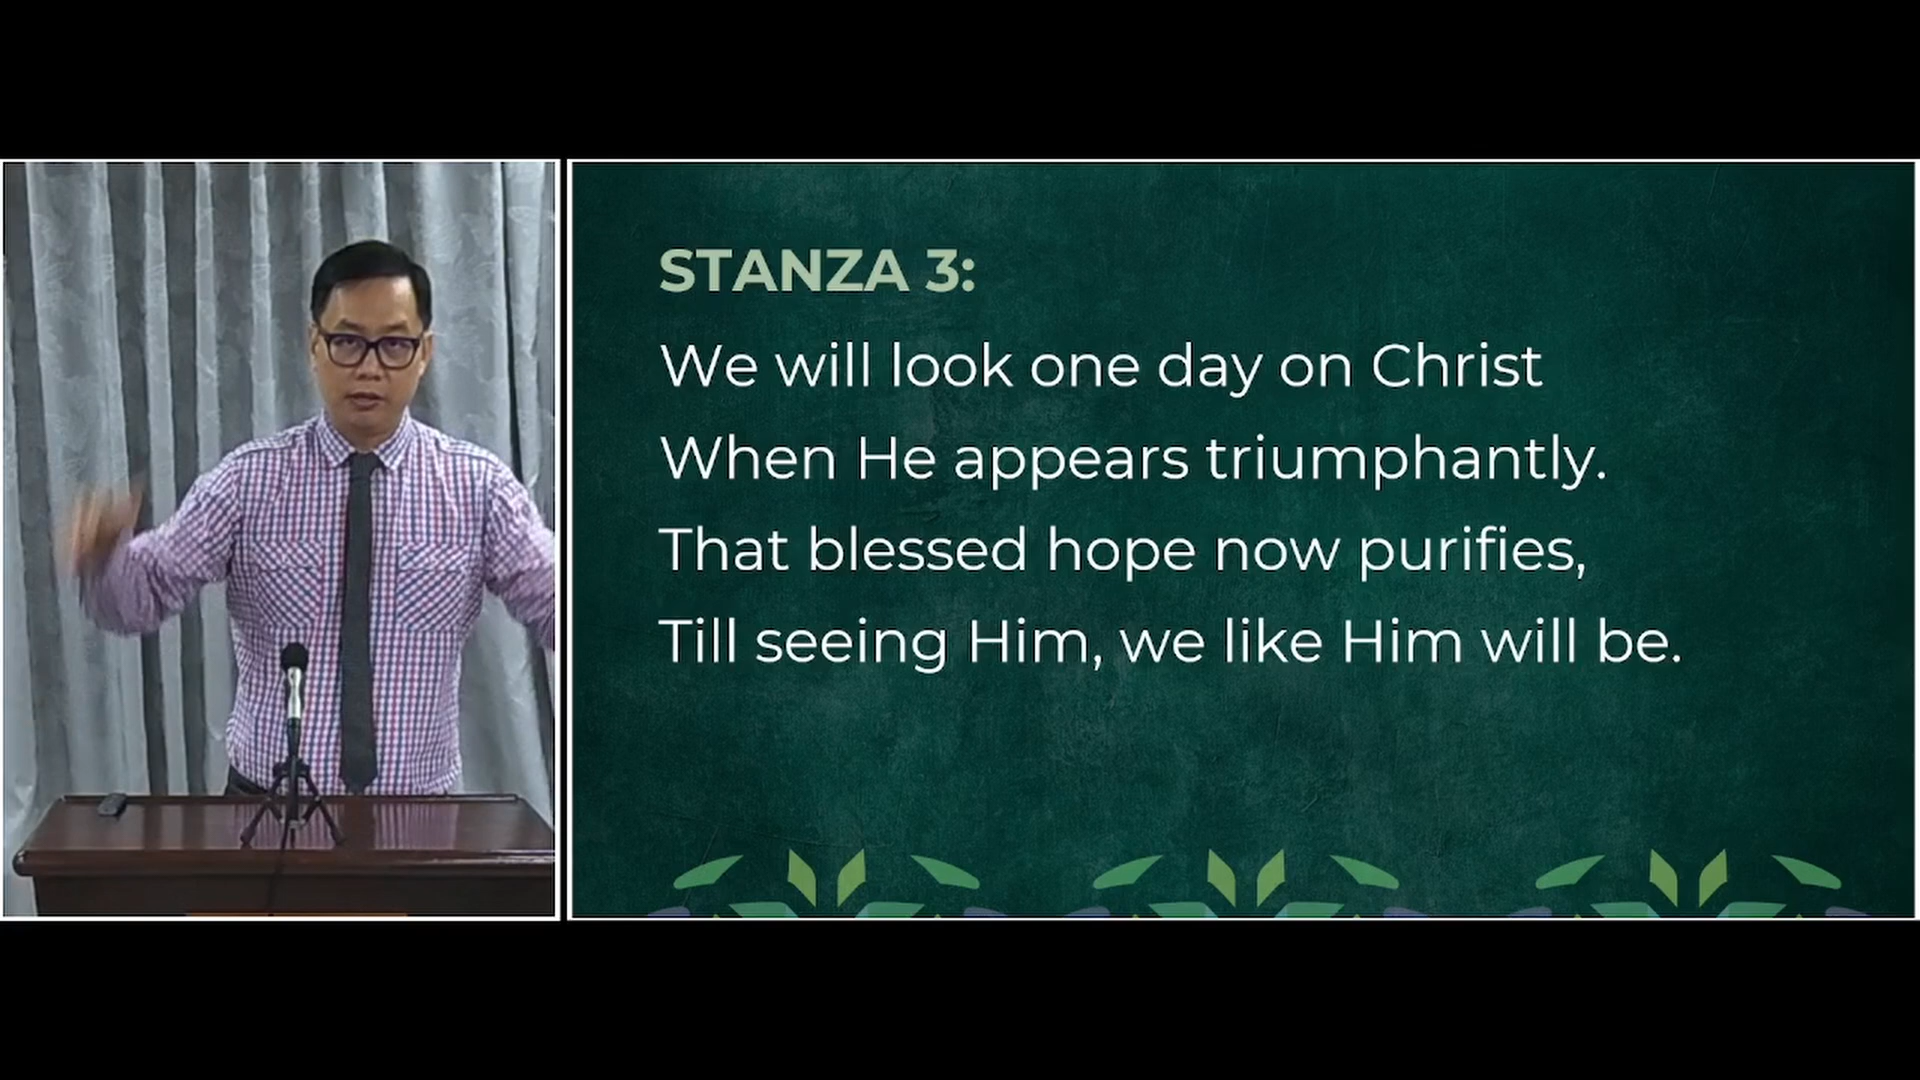 STANZA 3:
We will look one day on Christ
When He appears triumphantly.
That blessed hope now purifies,
Till seeing Him, we like Him will be.